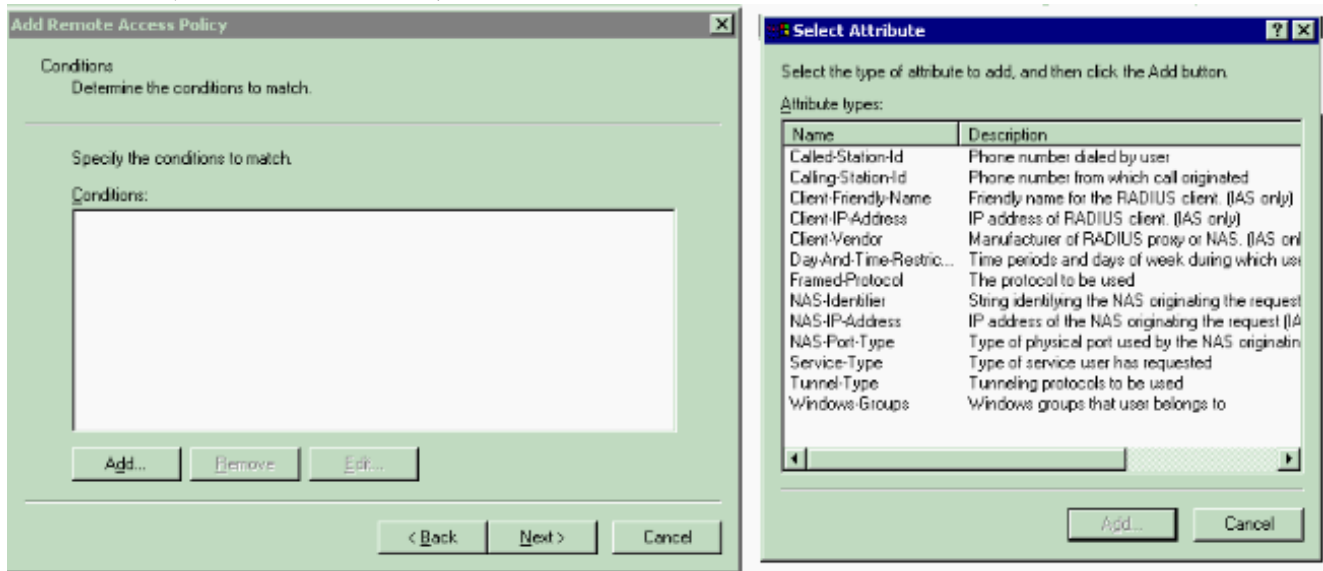 Add Remote Access Policy
Conditions
Determine the conditions to match.
Specify the conditions to match.
Conditions:
Add...
Remove
Edit...
< Back
Next >
Cancel
Select Attribute
Select the type of attribute to add, and then click the Add button.
Attribute types:
Name Description
Called-Station-Id Phone number dialed by user
Calling-Station-Id Phone number from which call originated
Client-Friendly-Name Friendly name for the RADIUS client. (IAS only)
Client-IP-Address IP address of RADIUS client. (IAS only)
Client-Vendor Manufacturer of RADIUS proxy or NAS. (IAS onl
Day-And-Time-Restric... Time periods and days of week during which use
Framed-Protocol The protocol to be used
NAS-Identifier String identifying the NAS originating the request
NAS-IP-Address IP address of the NAS originating the request (IA
NAS-Port-Type Type of physical port used by the NAS originatin
Service-Type Type of service user has requested
Tunnel-Type Tunneling protocols to be used
Windows-Groups Windows groups that user belongs to
Add...
Cancel